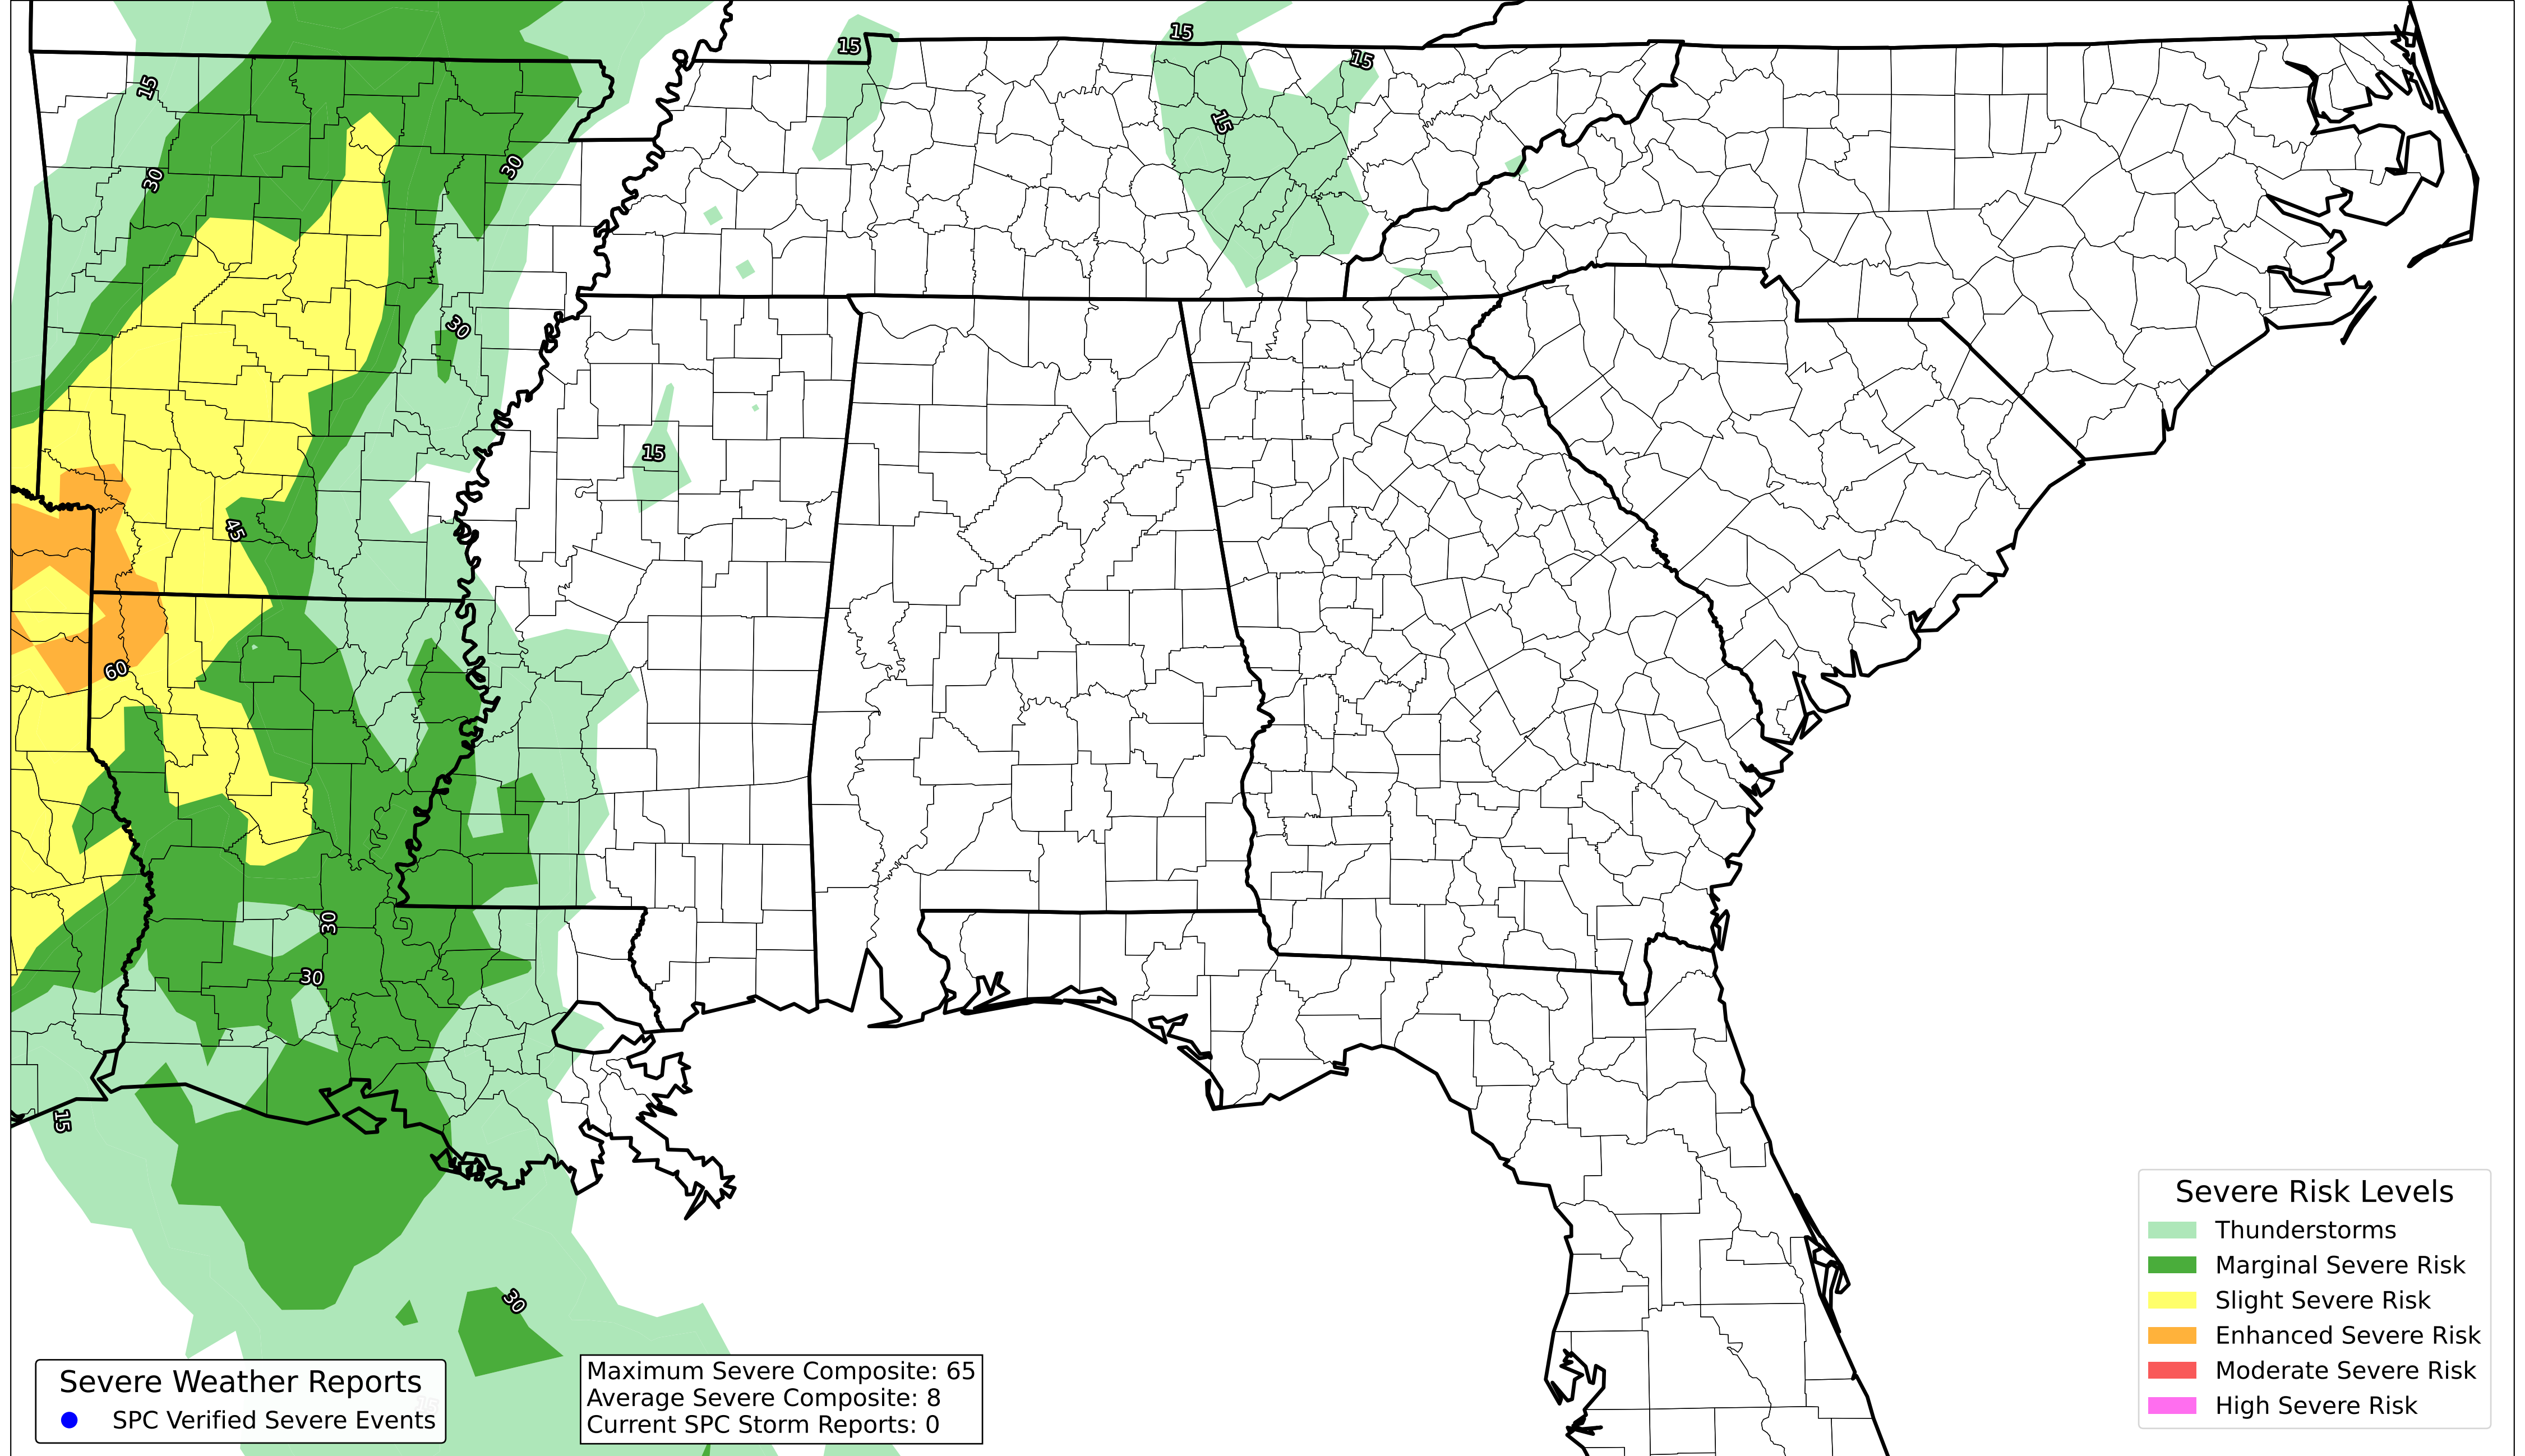 15
15
15
15
15
30
30
30
15
45
60
30
30
15
30
15
Severe Risk Levels
Thunderstorms
Marginal Severe Risk
Slight Severe Risk
Enhanced Severe Risk
Moderate Severe Risk
High Severe Risk
Severe Weather Reports
SPC Verified Severe Events
Maximum Severe Composite: 65
Average Severe Composite: 8
Current SPC Storm Reports: 0